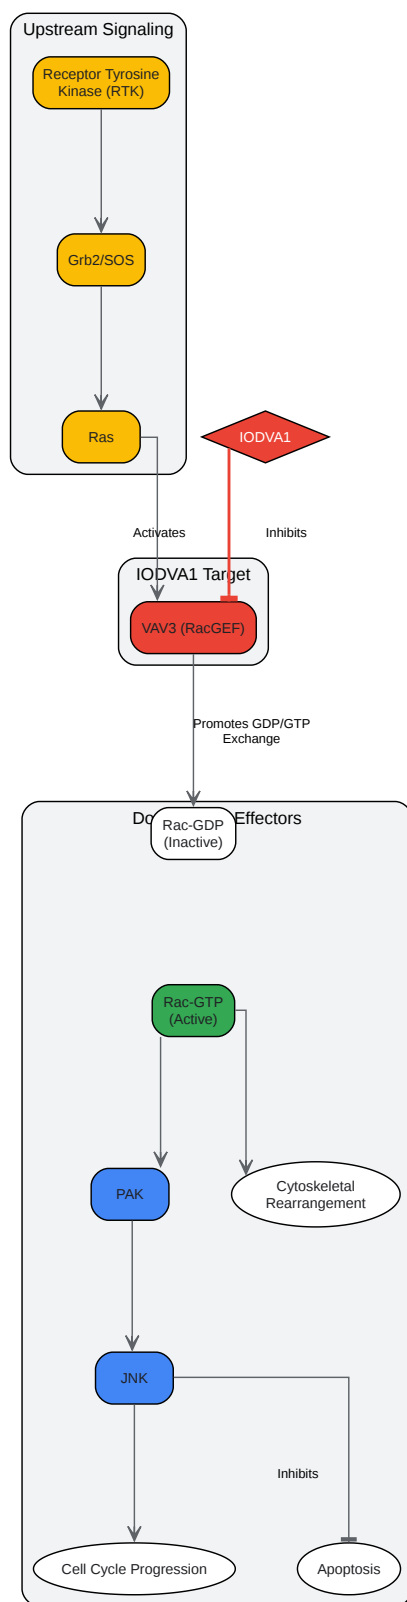 Upstream Signaling
Receptor Tyrosine
Kinase (RTK)
Grb2/SOS
Ras
IODVA1
Activates
Inhibits
IODVA1 Target
VAV3 (RacGEF)
Promotes GDP/GTP
Exchange
Effectors
Rac-GDP
(Inactive)
Rac-GTP
(Active)
PAK
Cytoskeletal
Rearrangement
JNK
Inhibits
Cell Cycle Progression
Apoptosis